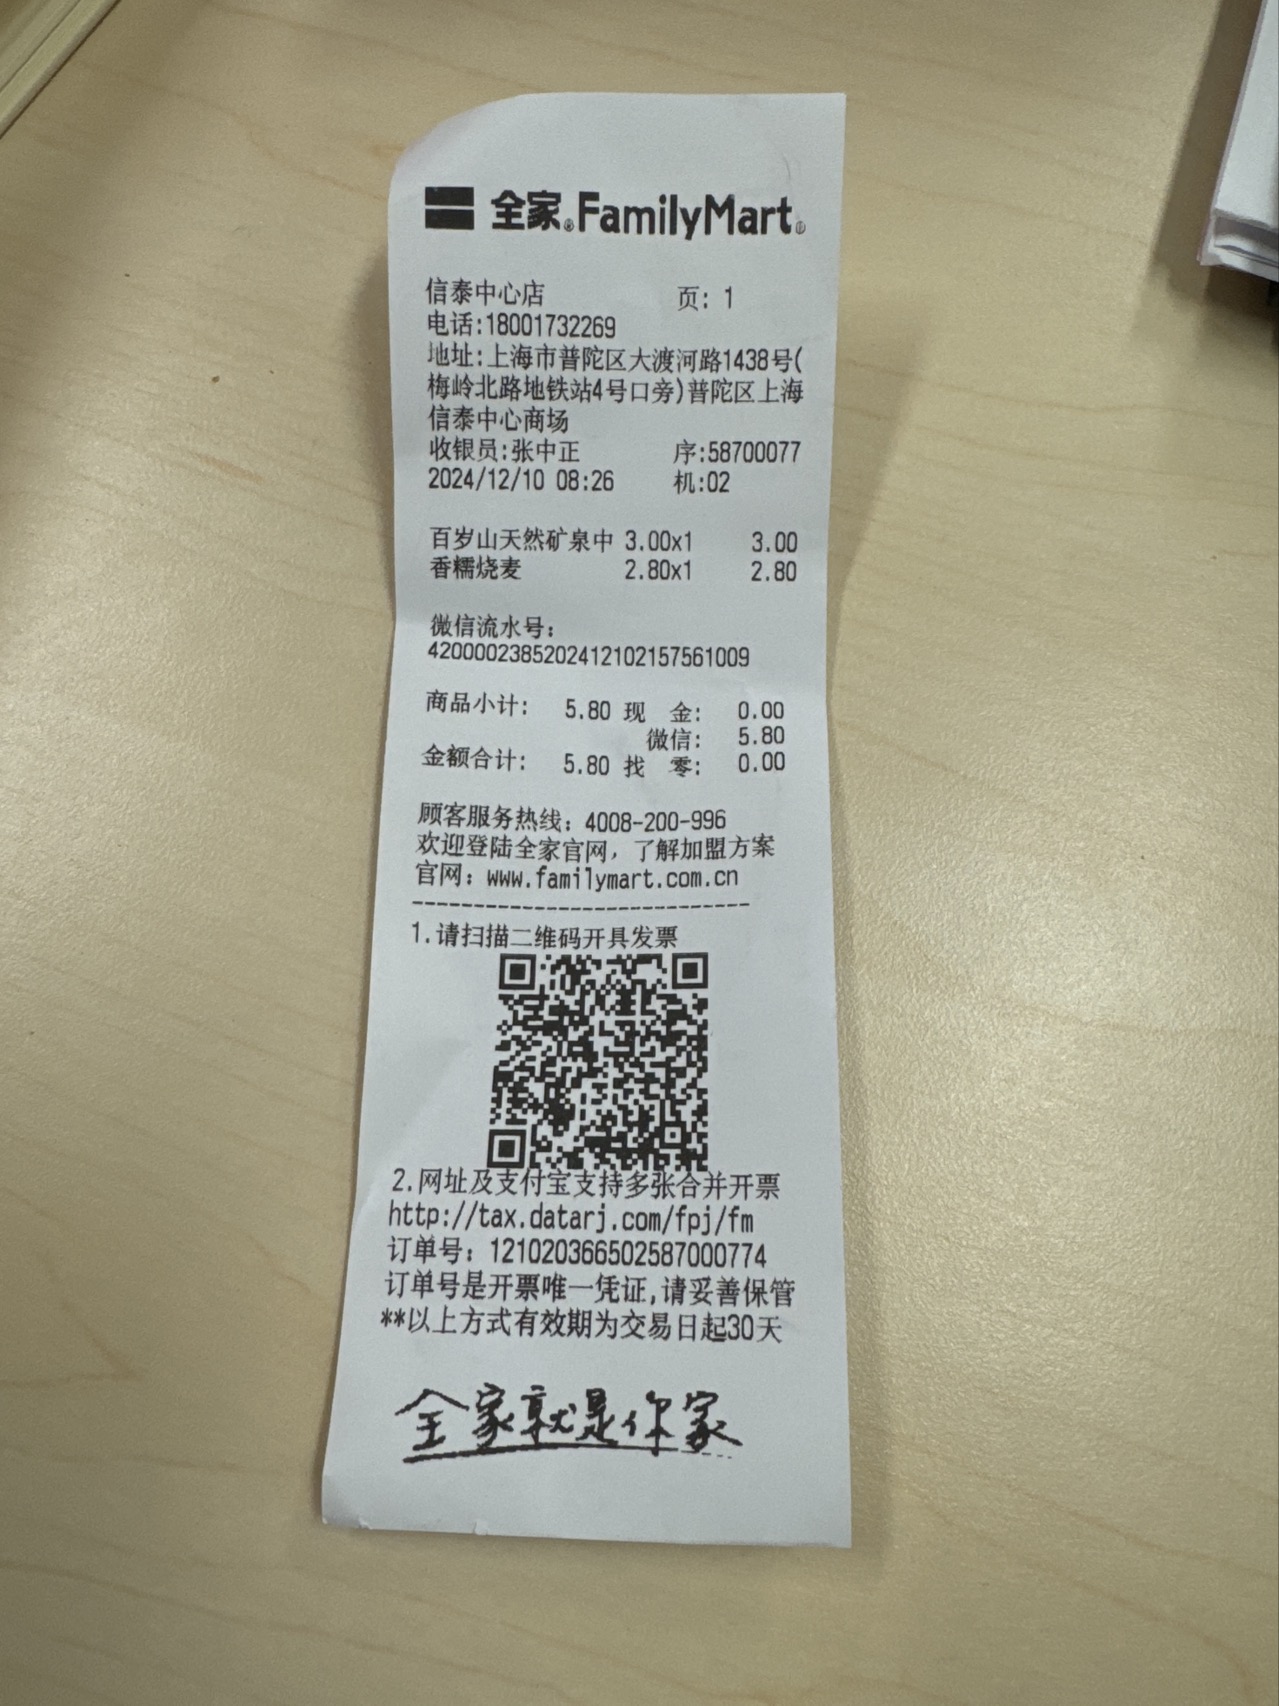 全家®FamilyMart®
信泰中心店 页: 1
电话:18001732269
地址:上海市普陀区大渡河路1438号(
梅岭北路地铁站4号口旁)普陀区上海
信泰中心商场
收银员:张中正 序:58700077
2024/12/10 08:26 机:02
百岁山天然矿泉中 3.00x1 3.00
香糯烧麦 2.80x1 2.80
微信流水号:
4200002385202412102157561009
商品小计: 5.80 现 金: 0.00
微信: 5.80
金额合计: 5.80 找 零: 0.00
顾客服务热线: 4008-200-996
欢迎登陆全家官网, 了解加盟方案
官网: www.familymart.com.cn
----------------------------
1.请扫描二维码开具发票
2.网址及支付宝支持多张合并开票
http://tax.datarj.com/fpj/fm
订单号: 121020366502587000774
订单号是开票唯一凭证,请妥善保管
**以上方式有效期为交易日起30天
全家就是你家